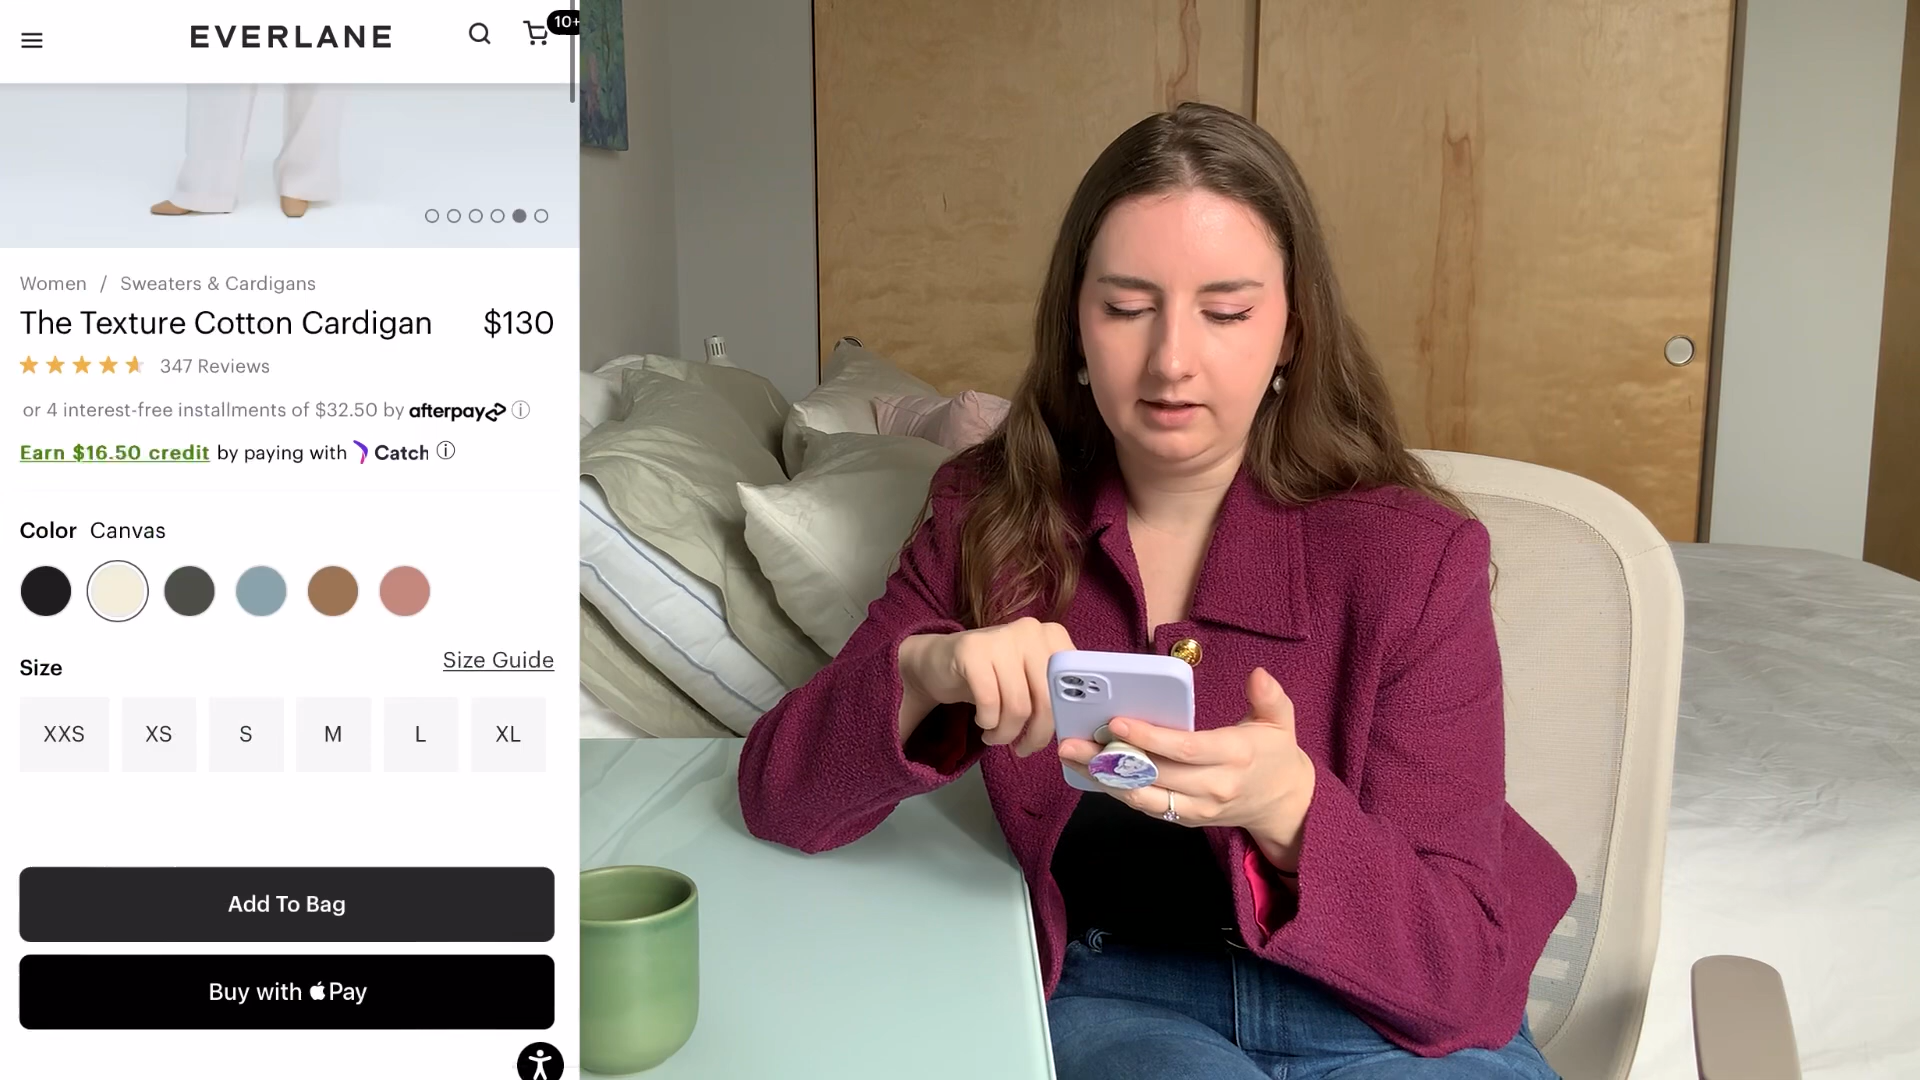 EVERLANE
10+
Women / Sweaters & Cardigans
The Texture Cotton Cardigan $130
347 Reviews
or 4 interest-free installments of $32.50 by afterpay
Earn $16.50 credit by paying with Catch
Color Canvas
Size Size Guide
XXS XS S M L XL
Add To Bag
Buy with Pay